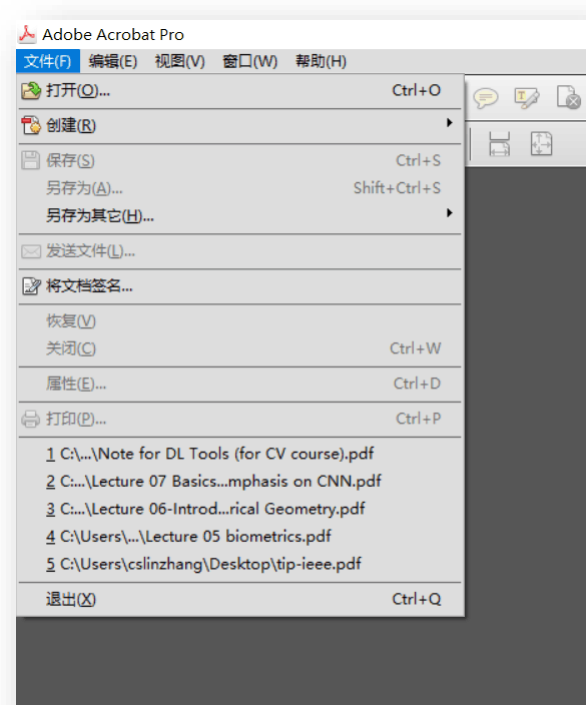 Adobe Acrobat Pro
文件(F) 编辑(E) 视图(V) 窗口(W) 帮助(H)
打开(O)... Ctrl+O
创建(R)
保存(S) Ctrl+S
另存为(A)... Shift+Ctrl+S
另存为其它(H)...
发送文件(L)...
将文档签名...
恢复(V)
关闭(C) Ctrl+W
属性(E)... Ctrl+D
打印(P)... Ctrl+P
1 C:\...\Note for DL Tools (for CV course).pdf
2 C:...\Lecture 07 Basics...mphasis on CNN.pdf
3 C:...\Lecture 06-Introd...rical Geometry.pdf
4 C:\Users\...\Lecture 05 biometrics.pdf
5 C:\Users\cslinzhang\Desktop\tip-ieee.pdf
退出(X) Ctrl+Q